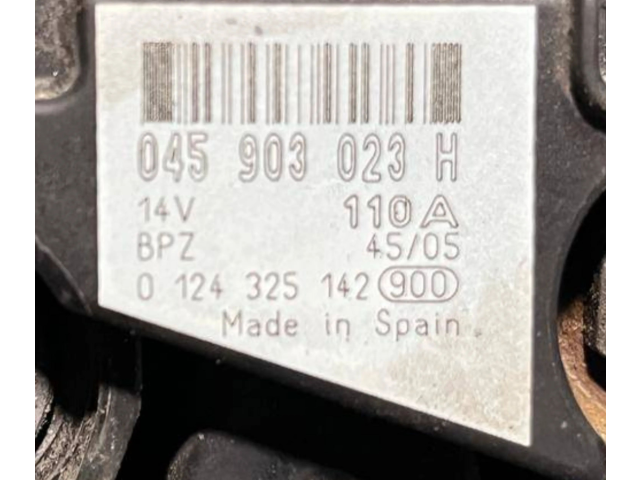 045 903 023 H
14V 110A
BPZ 45/05
0 124 325 142 900
Made in Spain